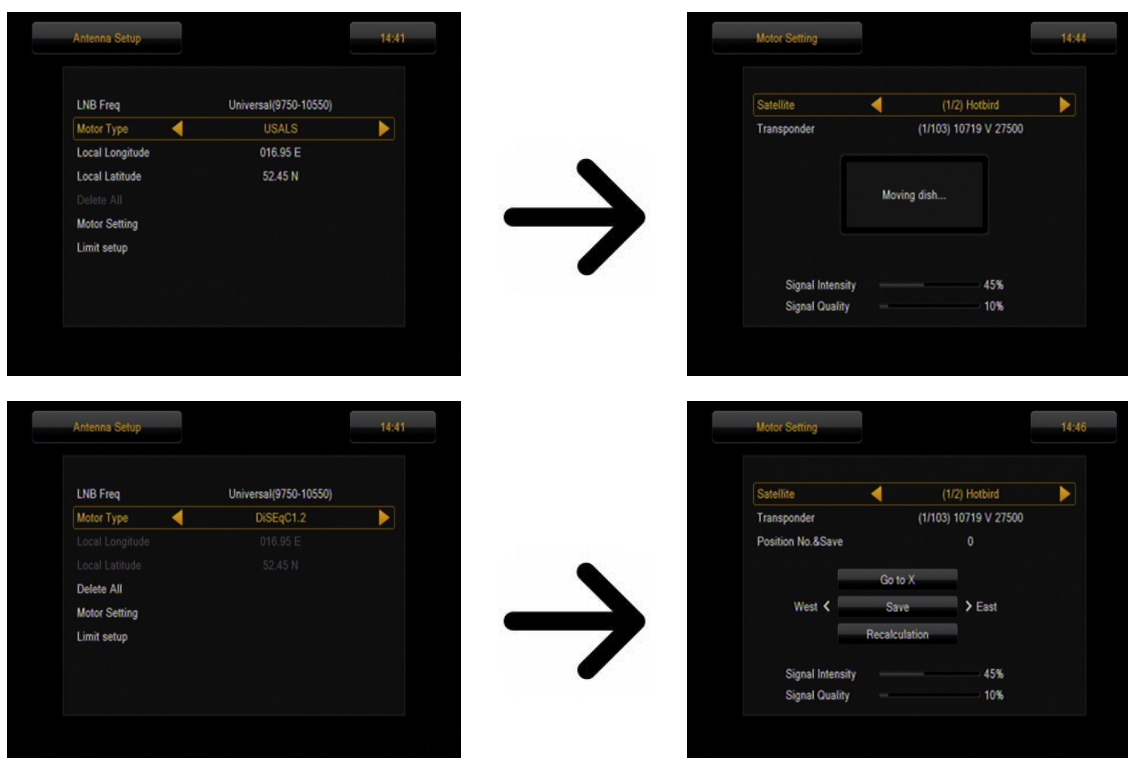 Antenna Setup 14:41
LNB Freq Universal(9750-10550)
Motor Type USALS
Local Longitude 016.95 E
Local Latitude 52.45 N
Delete All
Motor Setting
Limit setup
Motor Setting 14:44
Satellite (1/2) Hotbird
Transponder (1/103) 10719 V 27500
Moving dish...
Signal Intensity 45%
Signal Quality 10%
Antenna Setup 14:41
LNB Freq Universal(9750-10550)
Motor Type DiSEqC1.2
Local Longitude 016.95 E
Local Latitude 52.45 N
Delete All
Motor Setting
Limit setup
Motor Setting 14:46
Satellite (1/2) Hotbird
Transponder (1/103) 10719 V 27500
Position No.&Save 0
Go to X
West < Save > East
Recalculation
Signal Intensity 45%
Signal Quality 10%